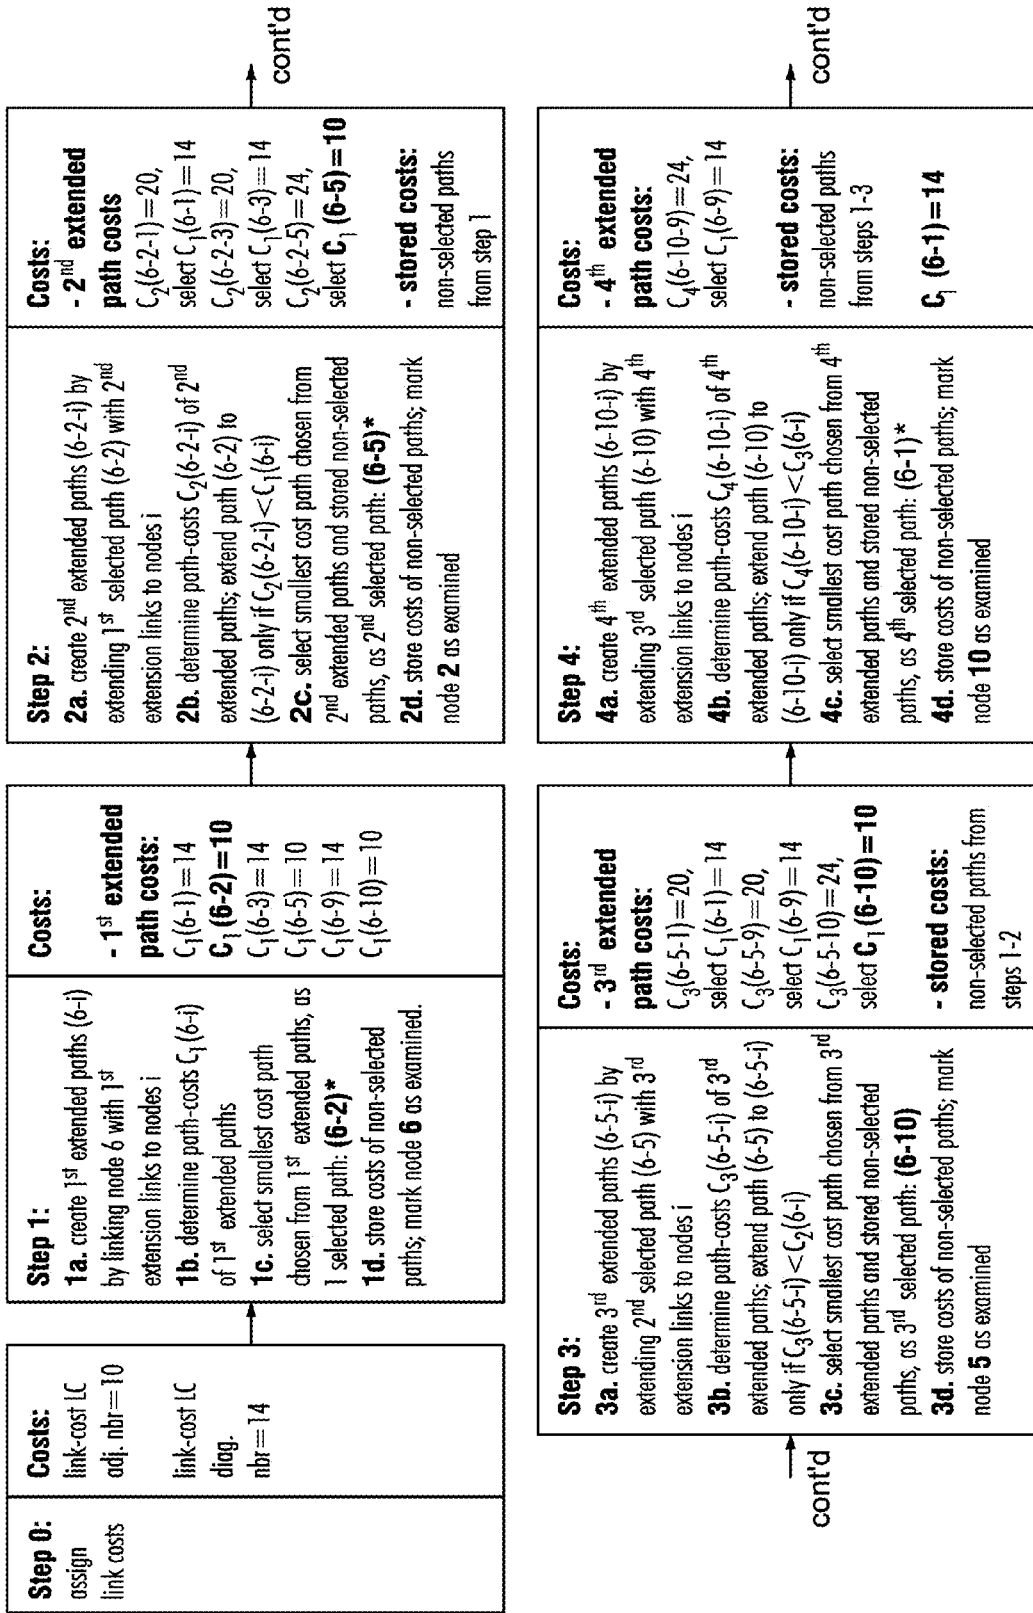 Step 0:
assign
link costs
Costs:
link-cost LC
adj. nbr=10
link-cost LC
diag.
nbr=14
Step 1:
1a. create 1st extended paths (6-i)
by linking node 6 with 1st
extension links to nodes i
1b. determine path-costs C1(6-i)
of 1st extended paths
1c. select smallest cost path
chosen from 1st extended paths, as
1 selected path: (6-2)*
1d. store costs of non-selected
paths; mark node 6 as examined.
Costs:
- 1st extended
path costs:
C1(6-1)=14
C1(6-2)=10
C1(6-3)=14
C1(6-5)=10
C1(6-9)=14
C1(6-10)=10
Step 2:
2a. create 2nd extended paths (6-2-i) by
extending 1st selected path (6-2) with 2nd
extension links to nodes i
2b. determine path-costs C2(6-2-i) of 2nd
extended paths; extend path (6-2) to
(6-2-i) only if C2(6-2-i)<C1(6-i)
2c. select smallest cost path chosen from
2nd extended paths and stored non-selected
paths, as 2nd selected path: (6-5)*
2d. store costs of non-selected paths; mark
node 2 as examined
Costs:
- 2nd extended
path costs
C2(6-2-1)=20,
select C1(6-1)=14
C2(6-2-3)=20,
select C1(6-3)=14
C2(6-2-5)=24,
select C1 (6-5)=10
- stored costs:
non-selected paths
from step 1
cont'd
cont'd
Step 3:
3a. create 3rd extended paths (6-5-i) by
extending 2nd selected path (6-5) with 3rd
extension links to nodes i
3b. determine path-costs C3(6-5-i) of 3rd
extended paths; extend path (6-5) to (6-5-i)
only if C3(6-5-i)<C2(6-i)
3c. select smallest cost path chosen from 3rd
extended paths and stored non-selected
paths, as 3rd selected path: (6-10)
3d. store costs of non-selected paths; mark
node 5 as examined
Costs:
- 3rd extended
path costs:
C3(6-5-1)=20,
select C1(6-1)=14
C3(6-5-9)=20,
select C1(6-9)=14
C3(6-5-10)=24,
select C1(6-10)=10
- stored costs:
non-selected paths from
steps 1-2
Step 4:
4a. create 4th extended paths (6-10-i) by
extending 3rd selected path (6-10) with 4th
extension links to nodes i
4b. determine path-costs C4(6-10-i) of 4th
extended paths; extend path (6-10) to
(6-10-i) only if C4(6-10-i)<C3(6-i)
4c. select smallest cost path chosen from 4th
extended paths and stored non-selected
paths, as 4th selected path: (6-1)*
4d. store costs of non-selected paths; mark
node 10 as examined
Costs:
- 4th extended
path costs:
C4(6-10-9)=24,
select C1(6-9)=14
- stored costs:
non-selected paths
from steps 1-3
C1 (6-1)=14
cont'd